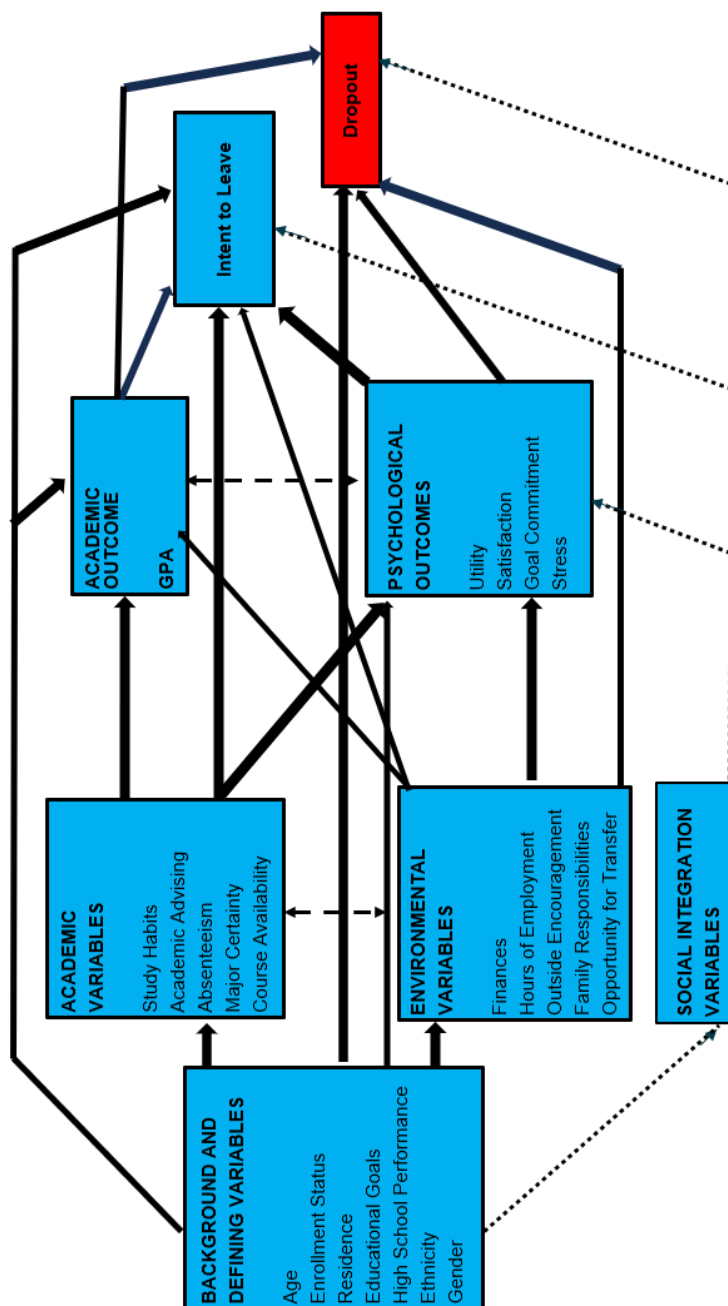 BACKGROUND AND
DEFINING VARIABLES
Age
Enrollment Status
Residence
Educational Goals
High School Performance
Ethnicity
Gender
ACADEMIC
VARIABLES
Study Habits
Academic Advising
Absenteeism
Major Certainty
Course Availability
ENVIRONMENTAL
VARIABLES
Finances
Hours of Employment
Outside Encouragement
Family Responsibilities
Opportunity for Transfer
SOCIAL INTEGRATION
VARIABLES
ACADEMIC
OUTCOME
GPA
PSYCHOLOGICAL
OUTCOMES
Utility
Satisfaction
Goal Commitment
Stress
Intent to Leave
Dropout